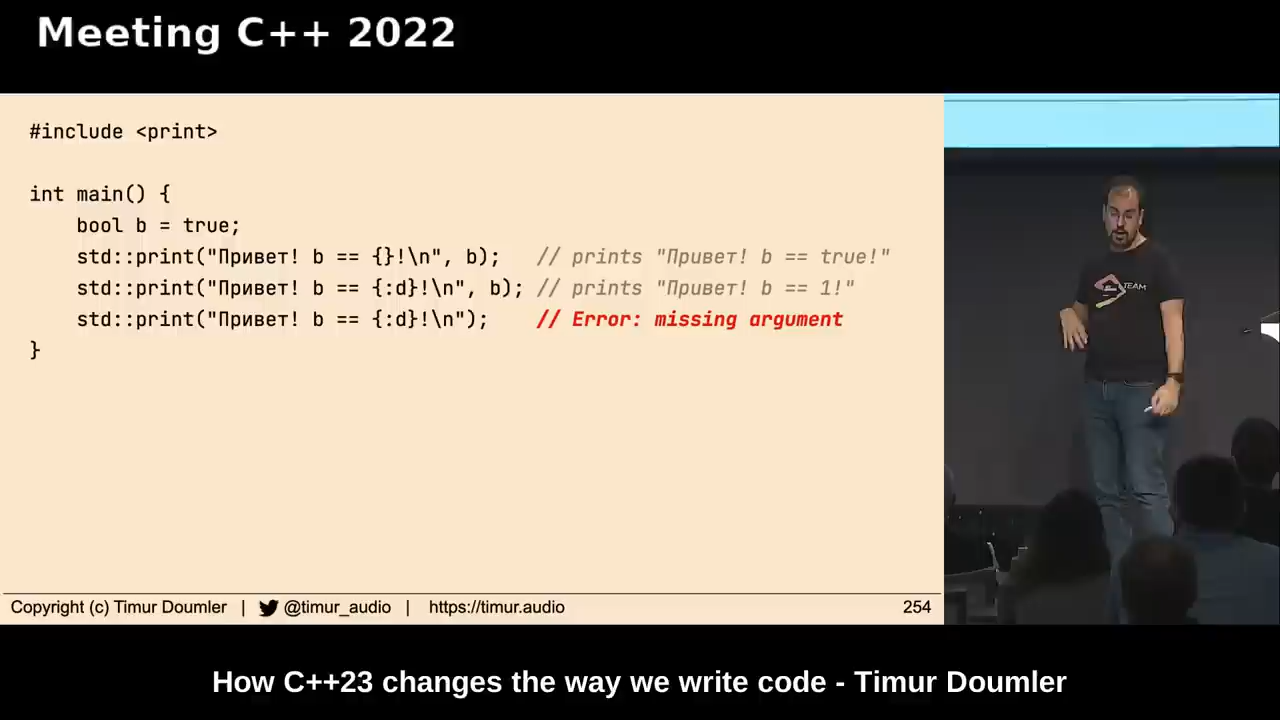 Meeting C++ 2022
#include <print>
int main() {
    bool b = true;
    std::print("Привет! b == {}!\n", b);   // prints "Привет! b == true!"
    std::print("Привет! b == {:d}!\n", b); // prints "Привет! b == 1!"
    std::print("Привет! b == {:d}!\n");    // Error: missing argument
}
TEAM
Copyright (c) Timur Doumler | @timur_audio | https://timur.audio 254
How C++23 changes the way we write code - Timur Doumler